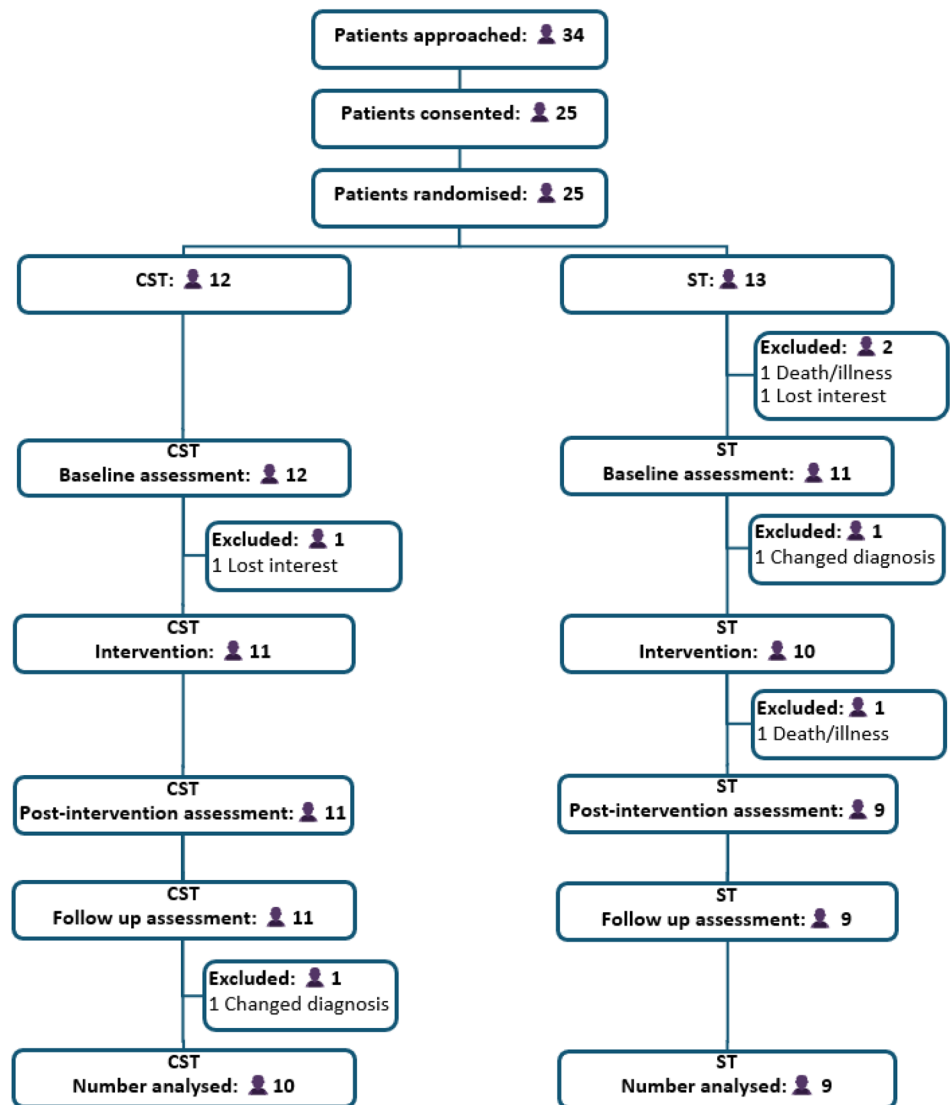 Patients approached: 34
Patients consented: 25
Patients randomised: 25
CST: 12
ST: 13
Excluded: 2
1 Death/illness
1 Lost interest
CST
Baseline assessment: 12
ST
Baseline assessment: 11
Excluded: 1
1 Lost interest
Excluded: 1
1 Changed diagnosis
CST
Intervention: 11
ST
Intervention: 10
Excluded: 1
1 Death/illness
CST
Post-intervention assessment: 11
ST
Post-intervention assessment: 9
CST
Follow up assessment: 11
ST
Follow up assessment: 9
Excluded: 1
1 Changed diagnosis
CST
Number analysed: 10
ST
Number analysed: 9